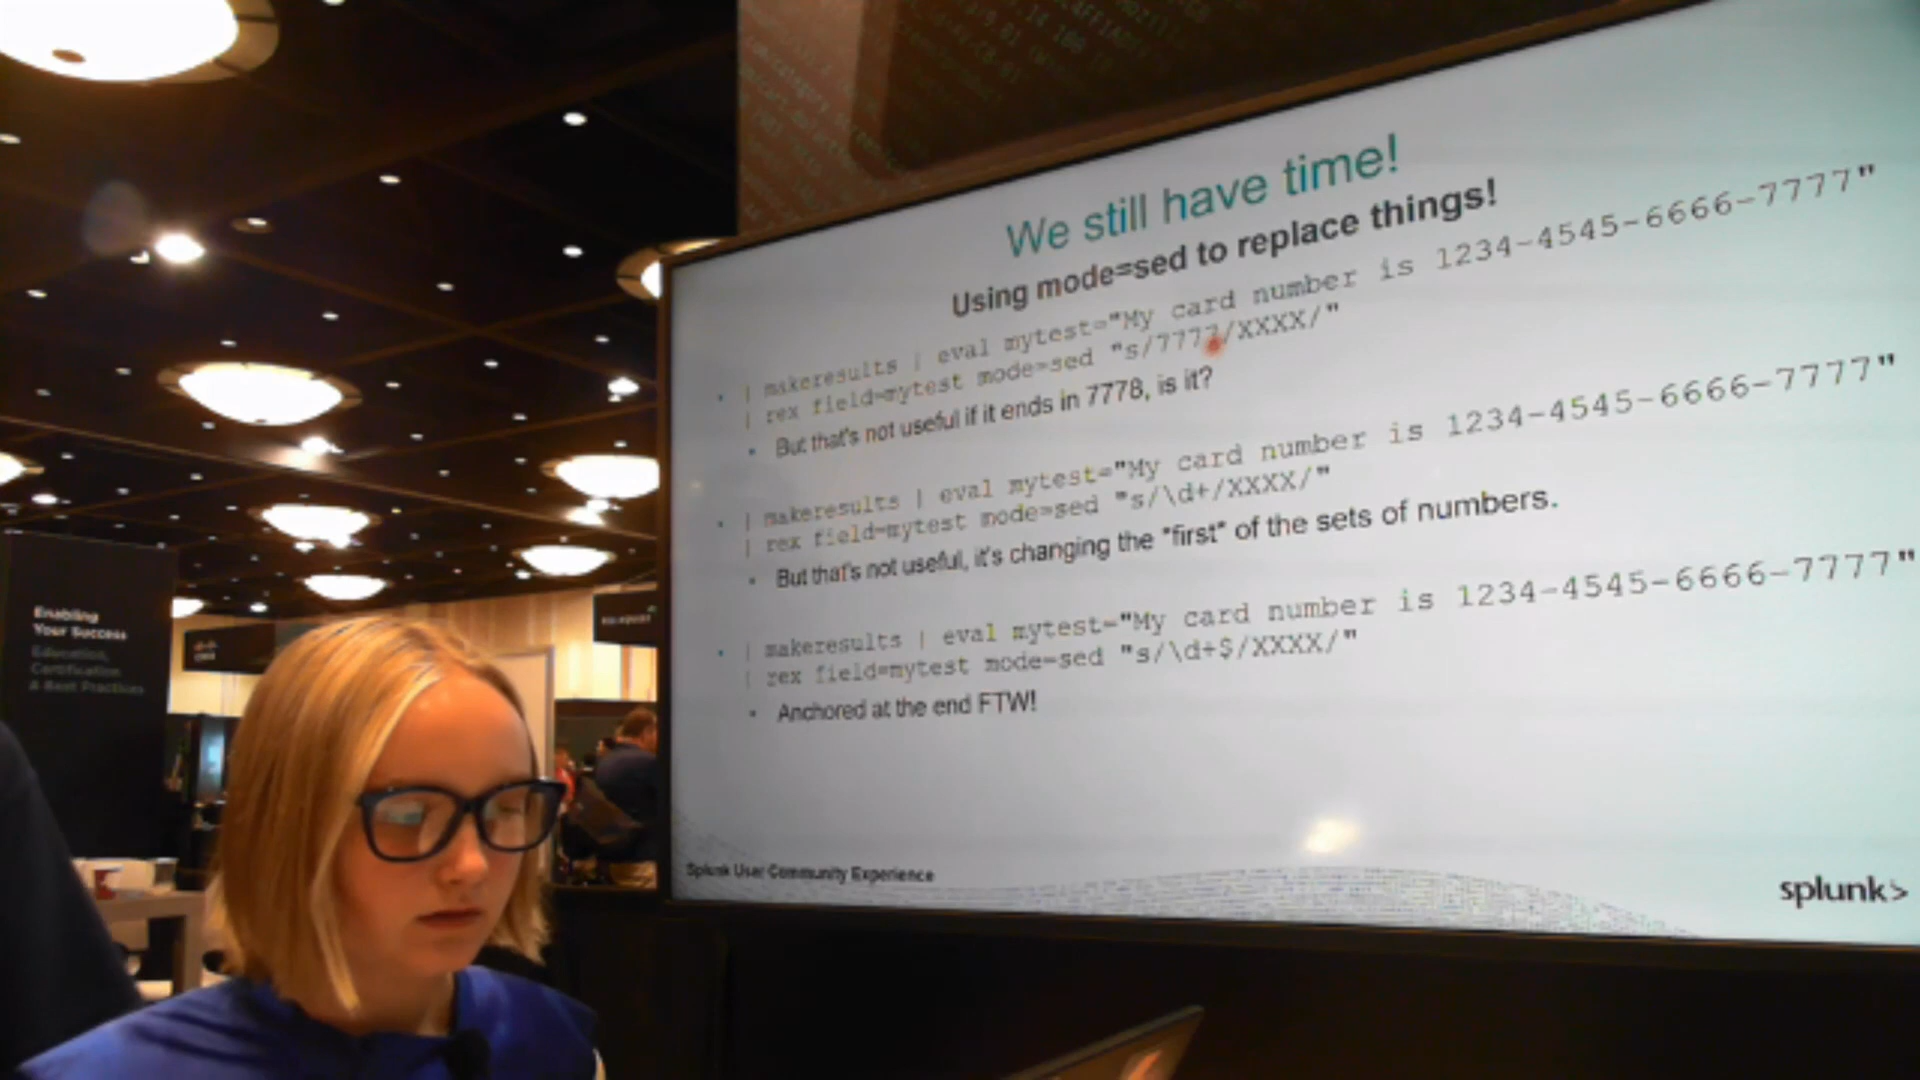 Enabling
Your Success
Education,
Certification
& Best Practices
We still have time!
Using mode=sed to replace things!
• | makeresults | eval mytest="My card number is 1234-4545-6666-7777"
| rex field=mytest mode=sed "s/7777/XXXX/"
• But that's not useful if it ends in 7778, is it?
• | makeresults | eval mytest="My card number is 1234-4545-6666-7777"
| rex field=mytest mode=sed "s/\d+/XXXX/"
• But that's not useful, it's changing the *first* of the sets of numbers.
• | makeresults | eval mytest="My card number is 1234-4545-6666-7777"
| rex field=mytest mode=sed "s/\d+$/XXXX/"
• Anchored at the end FTW!
Splunk User Community Experience
splunk>